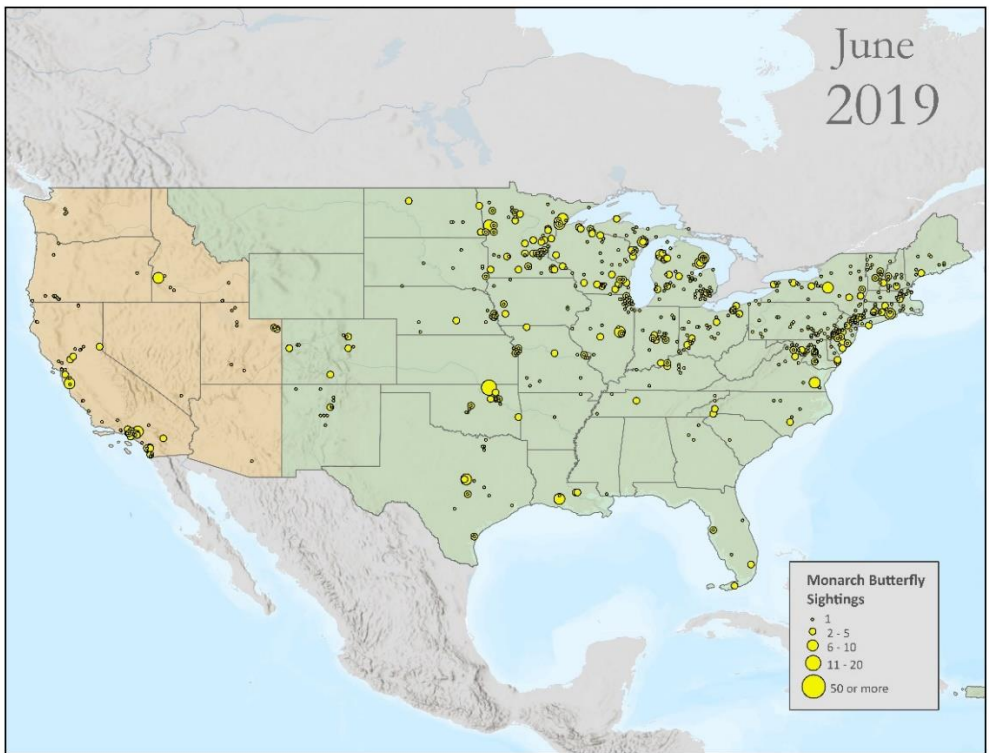 June
2019
Monarch Butterfly
Sightings
1
2 - 5
6 - 10
11 - 20
50 or more